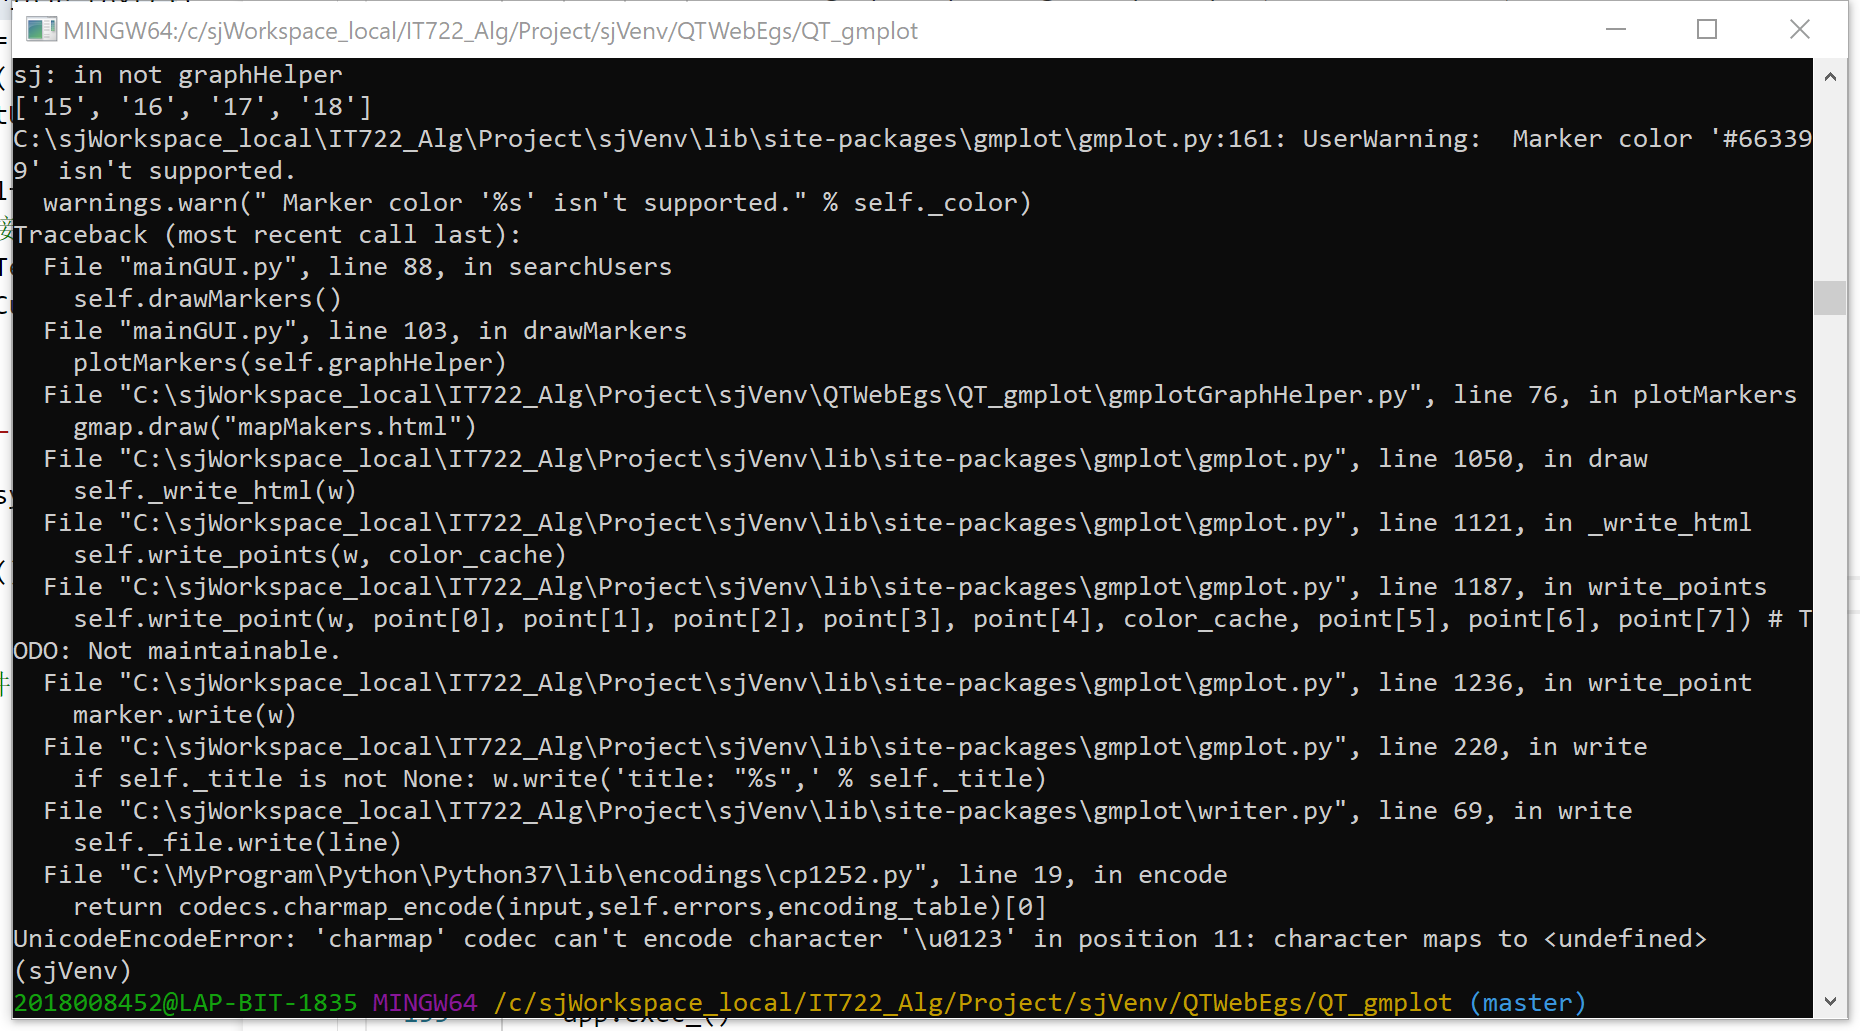 MINGW64:/c/sjWorkspace_local/IT722_Alg/Project/sjVenv/QTWebEgs/QT_gmplot
sj: in not graphHelper
['15', '16', '17', '18']
C:\sjWorkspace_local\IT722_Alg\Project\sjVenv\lib\site-packages\gmplot\gmplot.py:161: UserWarning:  Marker color '#66339
9' isn't supported.
  warnings.warn(" Marker color '%s' isn't supported." % self._color)
Traceback (most recent call last):
  File "mainGUI.py", line 88, in searchUsers
    self.drawMarkers()
  File "mainGUI.py", line 103, in drawMarkers
    plotMarkers(self.graphHelper)
  File "C:\sjWorkspace_local\IT722_Alg\Project\sjVenv\QTWebEgs\QT_gmplot\gmplotGraphHelper.py", line 76, in plotMarkers
    gmap.draw("mapMakers.html")
  File "C:\sjWorkspace_local\IT722_Alg\Project\sjVenv\lib\site-packages\gmplot\gmplot.py", line 1050, in draw
    self._write_html(w)
  File "C:\sjWorkspace_local\IT722_Alg\Project\sjVenv\lib\site-packages\gmplot\gmplot.py", line 1121, in _write_html
    self.write_points(w, color_cache)
  File "C:\sjWorkspace_local\IT722_Alg\Project\sjVenv\lib\site-packages\gmplot\gmplot.py", line 1187, in write_points
    self.write_point(w, point[0], point[1], point[2], point[3], point[4], color_cache, point[5], point[6], point[7]) # T
ODO: Not maintainable.
  File "C:\sjWorkspace_local\IT722_Alg\Project\sjVenv\lib\site-packages\gmplot\gmplot.py", line 1236, in write_point
    marker.write(w)
  File "C:\sjWorkspace_local\IT722_Alg\Project\sjVenv\lib\site-packages\gmplot\gmplot.py", line 220, in write
    if self._title is not None: w.write('title: "%s",' % self._title)
  File "C:\sjWorkspace_local\IT722_Alg\Project\sjVenv\lib\site-packages\gmplot\writer.py", line 69, in write
    self._file.write(line)
  File "C:\MyProgram\Python\Python37\lib\encodings\cp1252.py", line 19, in encode
    return codecs.charmap_encode(input,self.errors,encoding_table)[0]
UnicodeEncodeError: 'charmap' codec can't encode character '\u0123' in position 11: character maps to <undefined>
(sjVenv)
2018008452@LAP-BIT-1835 MINGW64 /c/sjWorkspace_local/IT722_Alg/Project/sjVenv/QTWebEgs/QT_gmplot (master)